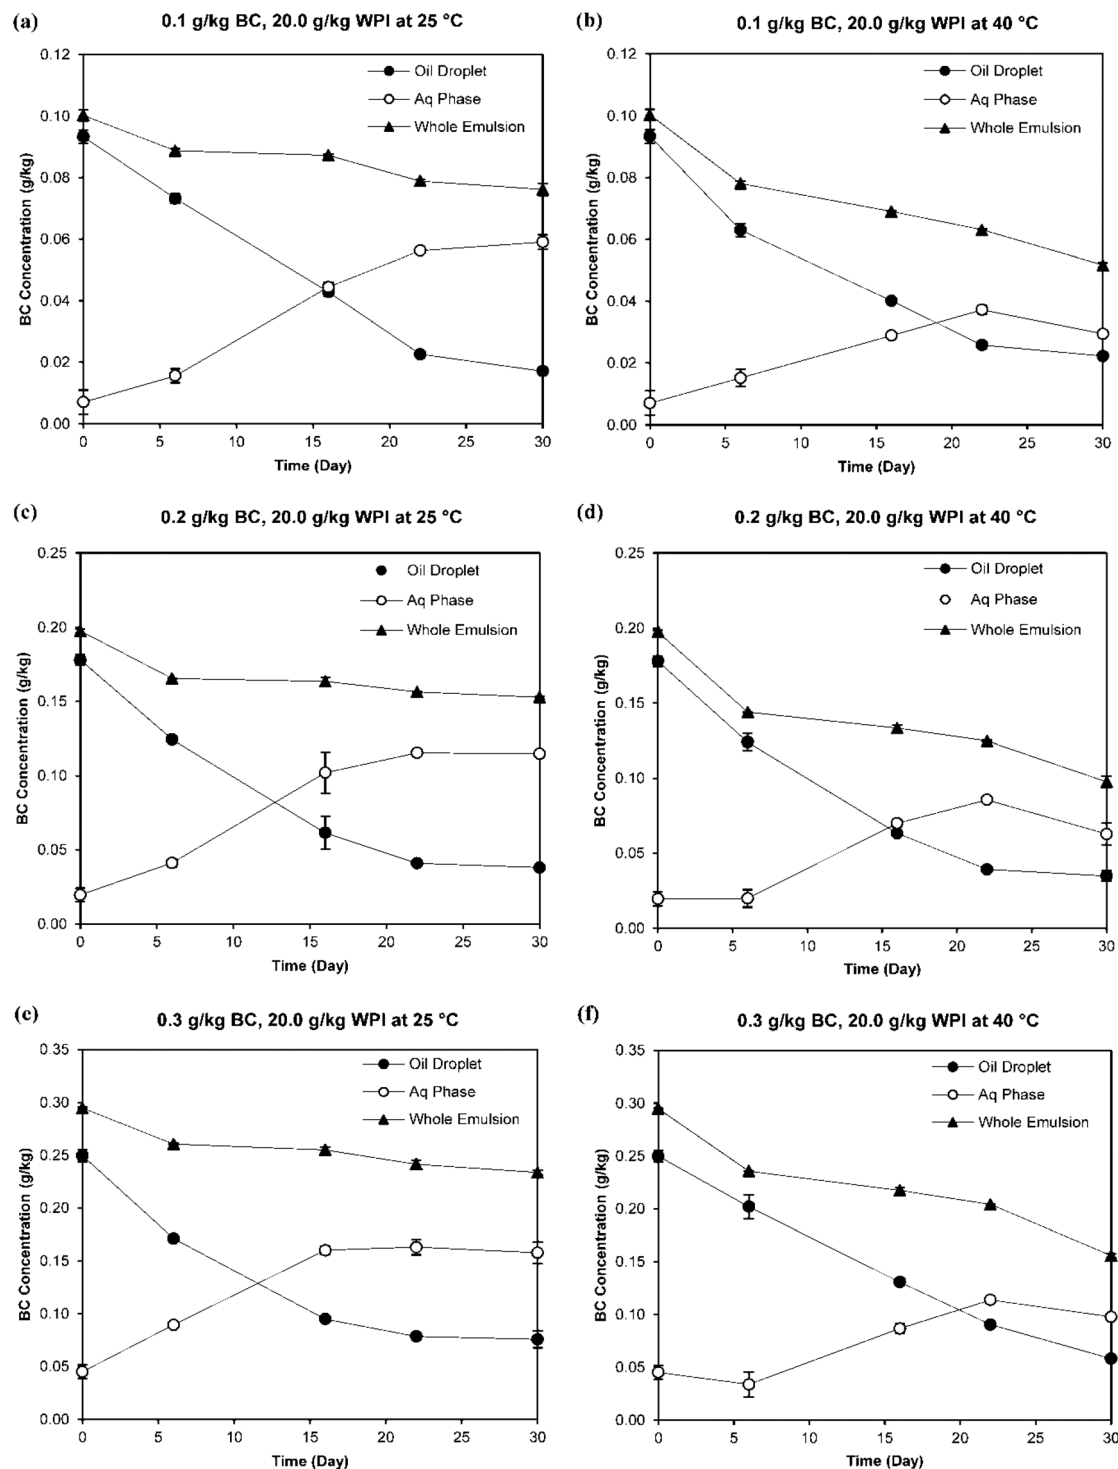 (a) 0.1 g/kg BC, 20.0 g/kg WPI at 25 °C
0.12
0.10
0.08
0.06
0.04
0.02
0.00
BC Concentration (g/kg)
Oil Droplet
Aq Phase
Whole Emulsion
0 5 10 15 20 25 30
Time (Day)
(b) 0.1 g/kg BC, 20.0 g/kg WPI at 40 °C
0.12
0.10
0.08
0.06
0.04
0.02
0.00
BC Concentration (g/kg)
Oil Droplet
Aq Phase
Whole Emulsion
0 5 10 15 20 25 30
Time (Day)
(c) 0.2 g/kg BC, 20.0 g/kg WPI at 25 °C
0.25
0.20
0.15
0.10
0.05
0.00
BC Concentration (g/kg)
Oil Droplet
Aq Phase
Whole Emulsion
0 5 10 15 20 25 30
Time (Day)
(d) 0.2 g/kg BC, 20.0 g/kg WPI at 40 °C
0.25
0.20
0.15
0.10
0.05
0.00
BC Concentration (g/kg)
Oil Droplet
Aq Phase
Whole Emulsion
0 5 10 15 20 25 30
Time (Day)
(e) 0.3 g/kg BC, 20.0 g/kg WPI at 25 °C
0.35
0.30
0.25
0.20
0.15
0.10
0.05
0.00
BC Concentration (g/kg)
Oil Droplet
Aq Phase
Whole Emulsion
0 5 10 15 20 25 30
Time (Day)
(f) 0.3 g/kg BC, 20.0 g/kg WPI at 40 °C
0.35
0.30
0.25
0.20
0.15
0.10
0.05
0.00
BC Concentration (g/kg)
Oil Droplet
Aq Phase
Whole Emulsion
0 5 10 15 20 25 30
Time (Day)